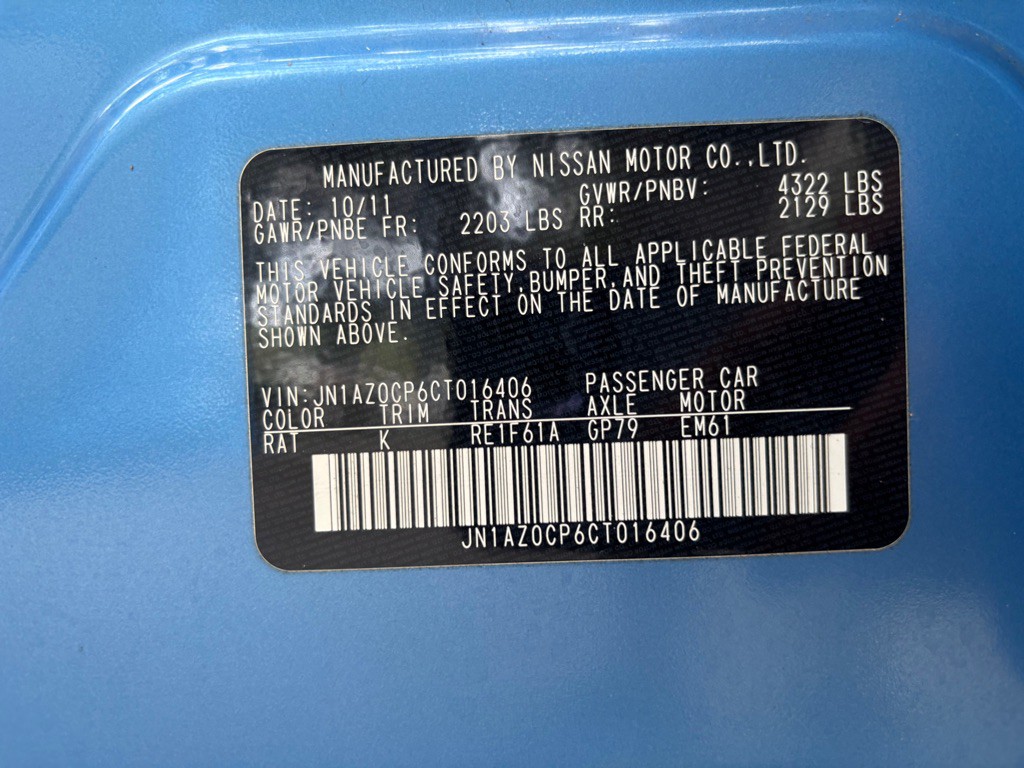 MANUFACTURED BY NISSAN MOTOR CO.,LTD.
DATE: 10/11 GVWR/PNBV: 4322 LBS
GAWR/PNBE FR: 2203 LBS RR: 2129 LBS
THIS VEHICLE CONFORMS TO ALL APPLICABLE FEDERAL
MOTOR VEHICLE SAFETY,BUMPER,AND THEFT PREVENTION
STANDARDS IN EFFECT ON THE DATE OF MANUFACTURE
SHOWN ABOVE.
VIN:JN1AZ0CP6CT016406 PASSENGER CAR
COLOR TRIM TRANS AXLE MOTOR
RAT K RE1F61A GP79 EM61
JN1AZ0CP6CT016406